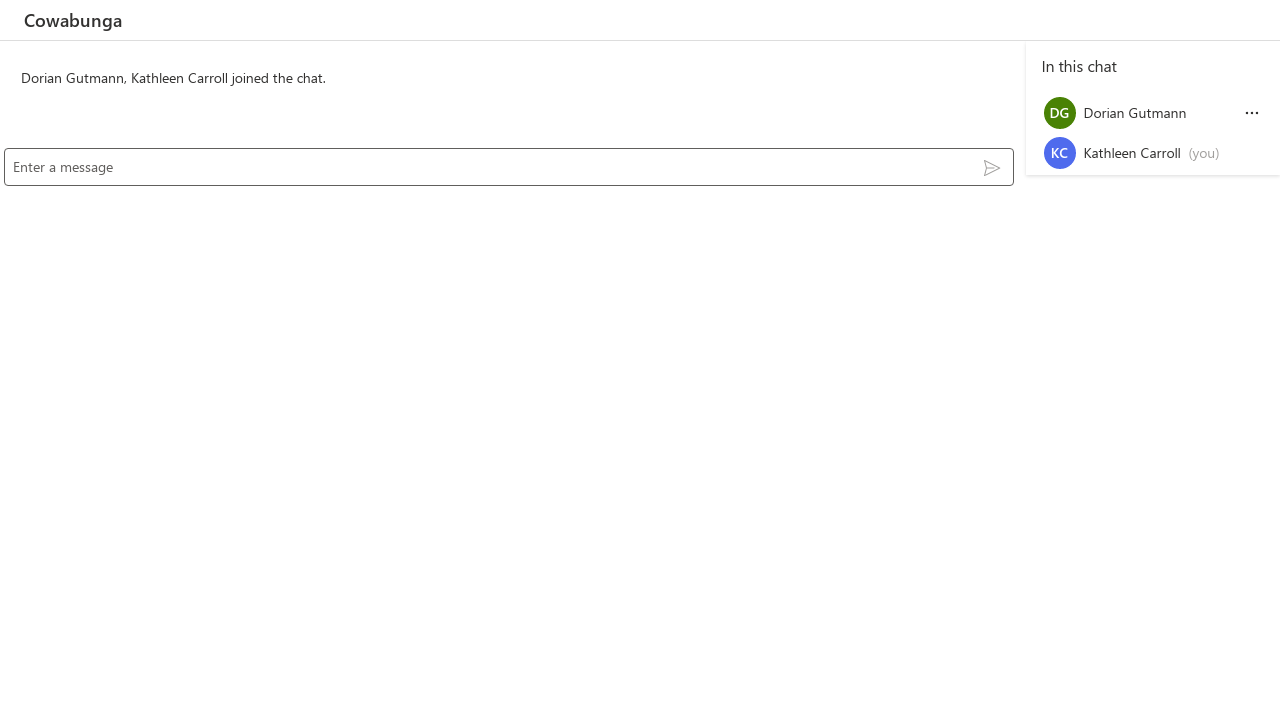 Cowabunga
Dorian Gutmann, Kathleen Carroll joined the chat.
Enter a message
In this chat
DG Dorian Gutmann
KC Kathleen Carroll (you)